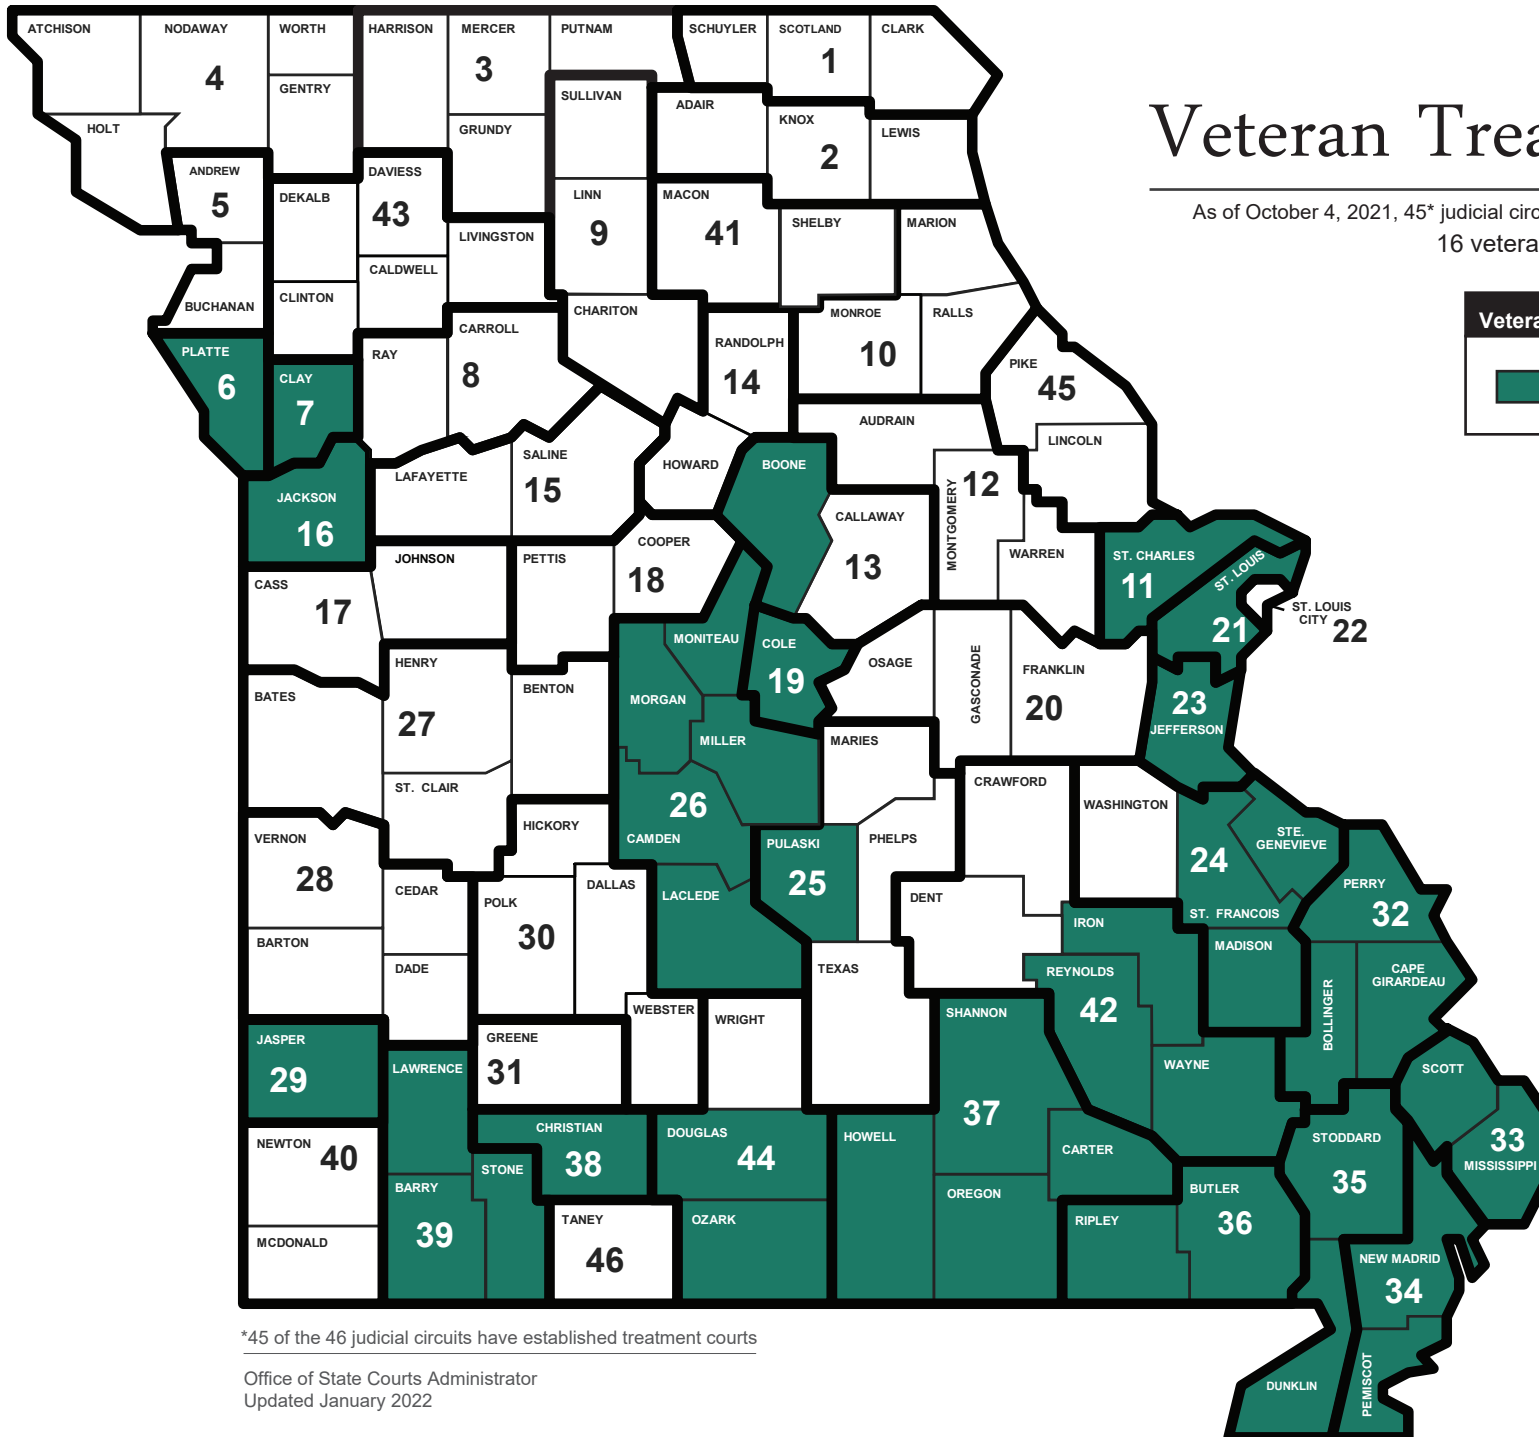 ATCHISON
NODAWAY
WORTH
HARRISON
MERCER
PUTNAM
SCHUYLER
SCOTLAND
CLARK
4
3
1
GENTRY
SULLIVAN
ADAIR
KNOX
LEWIS
HOLT
GRUNDY
2
Veteran Trea
As of October 4, 2021, 45* judicial circ
16 vetera
Vetera
ANDREW
5
DEKALB
DAVIESS
43
LINN
9
MACON
41
SHELBY
MARION
LIVINGSTON
CALDWELL
BUCHANAN
CLINTON
CHARITON
MONROE
RALLS
CARROLL
8
RAY
RANDOLPH
14
10
PIKE
45
PLATTE
6
CLAY
7
AUDRAIN
LINCOLN
SALINE
15
HOWARD
BOONE
LAFAYETTE
12
MONTGOMERY
JACKSON
16
CALLAWAY
13
WARREN
COOPER
18
JOHNSON
PETTIS
ST. CHARLES
11
ST. LOUIS
21
ST. LOUIS
CITY 22
CASS
17
MONITEAU
COLE
19
OSAGE
GASCONADE
FRANKLIN
20
HENRY
27
BENTON
BATES
MORGAN
MILLER
MARIES
23
JEFFERSON
ST. CLAIR
26
CAMDEN
CRAWFORD
WASHINGTON
HICKORY
VERNON
28
PULASKI
25
PHELPS
STE.
GENEVIEVE
24
ST. FRANCOIS
CEDAR
DALLAS
POLK
30
LACLEDE
DENT
PERRY
32
IRON
BARTON
MADISON
DADE
TEXAS
REYNOLDS
42
CAPE
GIRARDEAU
BOLLINGER
WEBSTER
WRIGHT
SHANNON
JASPER
29
GREENE
31
LAWRENCE
WAYNE
SCOTT
37
CHRISTIAN
38
DOUGLAS
44
HOWELL
NEWTON
40
CARTER
STODDARD
35
33
MISSISSIPPI
STONE
BARRY
39
OREGON
BUTLER
36
TANEY
46
OZARK
RIPLEY
MCDONALD
NEW MADRID
34
DUNKLIN
PEMISCOT
*45 of the 46 judicial circuits have established treatment courts
Office of State Courts Administrator
Updated January 2022